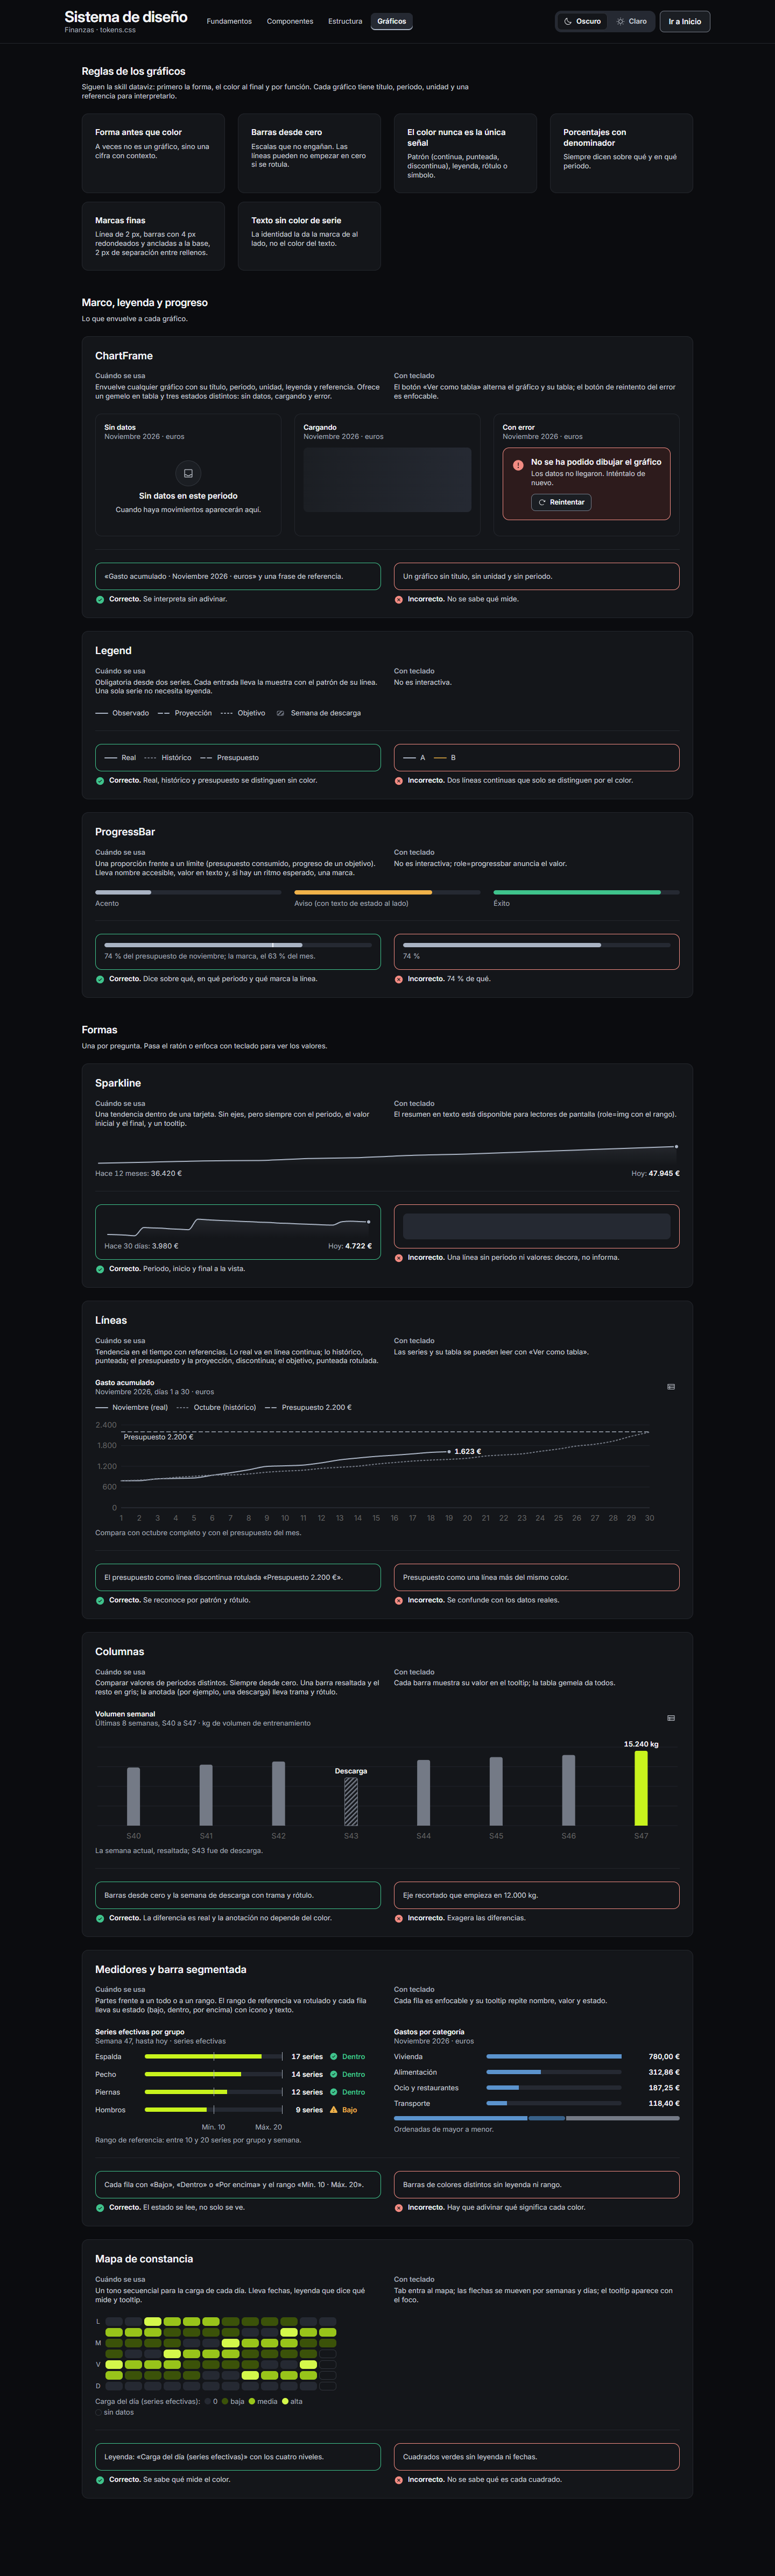 Sistema de diseño
Finanzas · tokens.css
Fundamentos
Componentes
Estructura
Gráficos
Oscuro
Claro
Ir a Inicio
Reglas de los gráficos
Siguen la skill dataviz: primero la forma, el color al final y por función. Cada gráfico tiene título, periodo, unidad y una
referencia para interpretarlo.
Forma antes que color
A veces no es un gráfico, sino una
cifra con contexto.
Barras desde cero
Escalas que no engañan. Las
líneas pueden no empezar en cero
si se rotula.
El color nunca es la única
señal
Patrón (continua, punteada,
discontinua), leyenda, rótulo o
símbolo.
Porcentajes con
denominador
Siempre dicen sobre qué y en qué
periodo.
Marcas finas
Línea de 2 px, barras con 4 px
redondeados y ancladas a la base,
2 px de separación entre rellenos.
Texto sin color de serie
La identidad la da la marca de al
lado, no el color del texto.
Marco, leyenda y progreso
Lo que envuelve a cada gráfico.
ChartFrame
Cuándo se usa
Envuelve cualquier gráfico con su título, periodo, unidad, leyenda y referencia. Ofrece
un gemelo en tabla y tres estados distintos: sin datos, cargando y error.
Con teclado
El botón «Ver como tabla» alterna el gráfico y su tabla; el botón de reintento del error
es enfocable.
Sin datos
Noviembre 2026 · euros
Sin datos en este periodo
Cuando haya movimientos aparecerán aquí.
Cargando
Noviembre 2026 · euros
Con error
Noviembre 2026 · euros
No se ha podido dibujar el gráfico
Los datos no llegaron. Inténtalo de
nuevo.
Reintentar
«Gasto acumulado · Noviembre 2026 · euros» y una frase de referencia.
Correcto. Se interpreta sin adivinar.
Un gráfico sin título, sin unidad y sin periodo.
Incorrecto. No se sabe qué mide.
Legend
Cuándo se usa
Obligatoria desde dos series. Cada entrada lleva la muestra con el patrón de su línea.
Una sola serie no necesita leyenda.
Con teclado
No es interactiva.
Observado
Proyección
Objetivo
Semana de descarga
Real
Histórico
Presupuesto
Correcto. Real, histórico y presupuesto se distinguen sin color.
A
B
Incorrecto. Dos líneas continuas que solo se distinguen por el color.
ProgressBar
Cuándo se usa
Una proporción frente a un límite (presupuesto consumido, progreso de un objetivo).
Lleva nombre accesible, valor en texto y, si hay un ritmo esperado, una marca.
Con teclado
No es interactiva; role=progressbar anuncia el valor.
Acento
Aviso (con texto de estado al lado)
Éxito
74 % del presupuesto de noviembre; la marca, el 63 % del mes.
Correcto. Dice sobre qué, en qué periodo y qué marca la línea.
74 %
Incorrecto. 74 % de qué.
Formas
Una por pregunta. Pasa el ratón o enfoca con teclado para ver los valores.
Sparkline
Cuándo se usa
Una tendencia dentro de una tarjeta. Sin ejes, pero siempre con el periodo, el valor
inicial y el final, y un tooltip.
Con teclado
El resumen en texto está disponible para lectores de pantalla (role=img con el rango).
Hace 12 meses: 36.420 €
Hoy: 47.945 €
Hace 30 días: 3.980 €
Hoy: 4.722 €
Correcto. Periodo, inicio y final a la vista.
Incorrecto. Una línea sin periodo ni valores: decora, no informa.
Líneas
Cuándo se usa
Tendencia en el tiempo con referencias. Lo real va en línea continua; lo histórico,
punteada; el presupuesto y la proyección, discontinua; el objetivo, punteada rotulada.
Con teclado
Las series y su tabla se pueden leer con «Ver como tabla».
Gasto acumulado
Noviembre 2026, días 1 a 30 · euros
Noviembre (real)
Octubre (histórico)
Presupuesto 2.200 €
2.400
1.800
1.200
600
0
Presupuesto 2.200 €
1.623 €
1 2 3 4 5 6 7 8 9 10 11 12 13 14 15 16 17 18 19 20 21 22 23 24 25 26 27 28 29 30
Compara con octubre completo y con el presupuesto del mes.
El presupuesto como línea discontinua rotulada «Presupuesto 2.200 €».
Correcto. Se reconoce por patrón y rótulo.
Presupuesto como una línea más del mismo color.
Incorrecto. Se confunde con los datos reales.
Columnas
Cuándo se usa
Comparar valores de periodos distintos. Siempre desde cero. Una barra resaltada y el
resto en gris; la anotada (por ejemplo, una descarga) lleva trama y rótulo.
Con teclado
Cada barra muestra su valor en el tooltip; la tabla gemela da todos.
Volumen semanal
Últimas 8 semanas, S40 a S47 · kg de volumen de entrenamiento
15.240 kg
Descarga
S40 S41 S42 S43 S44 S45 S46 S47
La semana actual, resaltada; S43 fue de descarga.
Barras desde cero y la semana de descarga con trama y rótulo.
Correcto. La diferencia es real y la anotación no depende del color.
Eje recortado que empieza en 12.000 kg.
Incorrecto. Exagera las diferencias.
Medidores y barra segmentada
Cuándo se usa
Partes frente a un todo o a un rango. El rango de referencia va rotulado y cada fila
lleva su estado (bajo, dentro, por encima) con icono y texto.
Con teclado
Cada fila es enfocable y su tooltip repite nombre, valor y estado.
Series efectivas por grupo
Semana 47, hasta hoy · series efectivas
Espalda 17 series Dentro
Pecho 14 series Dentro
Piernas 12 series Dentro
Hombros 9 series Bajo
Mín. 10 Máx. 20
Rango de referencia: entre 10 y 20 series por grupo y semana.
Gastos por categoría
Noviembre 2026 · euros
Vivienda 780,00 €
Alimentación 312,86 €
Ocio y restaurantes 187,25 €
Transporte 118,40 €
Ordenadas de mayor a menor.
Cada fila con «Bajo», «Dentro» o «Por encima» y el rango «Mín. 10 · Máx. 20».
Correcto. El estado se lee, no solo se ve.
Barras de colores distintos sin leyenda ni rango.
Incorrecto. Hay que adivinar qué significa cada color.
Mapa de constancia
Cuándo se usa
Un tono secuencial para la carga de cada día. Lleva fechas, leyenda que dice qué
mide y tooltip.
Con teclado
Tab entra al mapa; las flechas se mueven por semanas y días; el tooltip aparece con
el foco.
L
M
V
D
Carga del día (series efectivas): 0 baja media alta
sin datos
Leyenda: «Carga del día (series efectivas)» con los cuatro niveles.
Correcto. Se sabe qué mide el color.
Cuadrados verdes sin leyenda ni fechas.
Incorrecto. No se sabe qué es cada cuadrado.